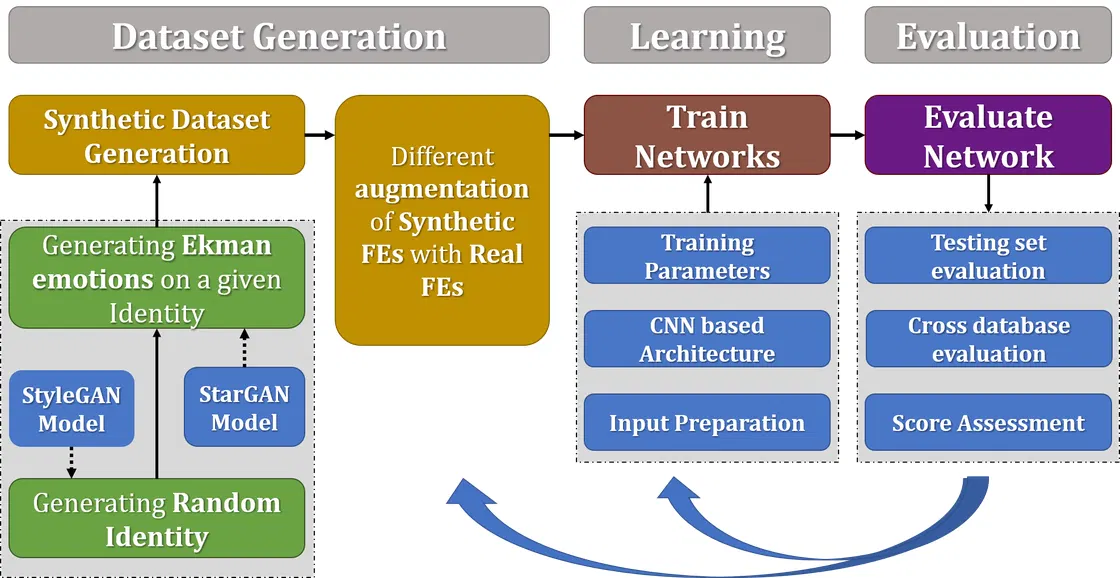 Dataset Generation
Learning
Evaluation
Synthetic Dataset
Generation
Different
augmentation
of Synthetic
FEs with Real
FEs
Train
Networks
Evaluate
Network
Generating Ekman
emotions on a given
Identity
StyleGAN
Model
StarGAN
Model
Generating Random
Identity
Training
Parameters
CNN based
Architecture
Input Preparation
Testing set
evaluation
Cross database
evaluation
Score Assessment